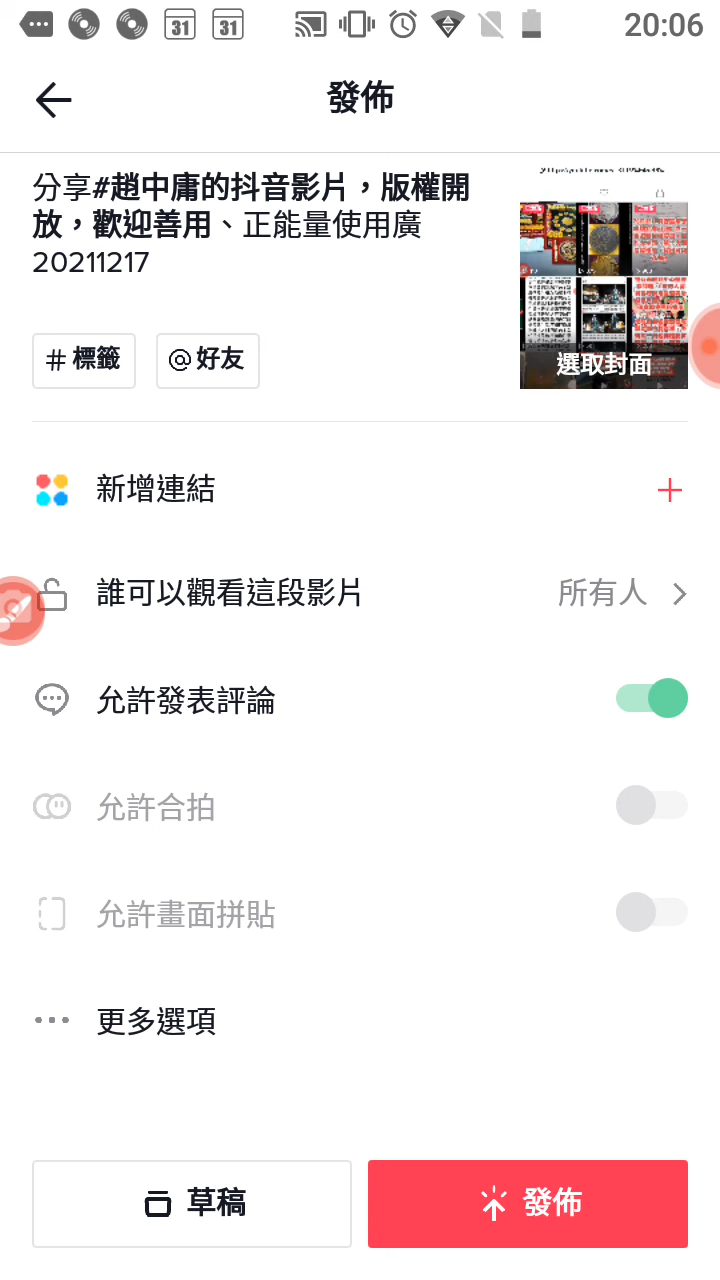 31
31
20:06
發佈
分享#趙中庸的抖音影片，版權開
放，歡迎善用、正能量使用廣
20211217
# 標籤
@ 好友
選取封面
新增連結
誰可以觀看這段影片
所有人
允許發表評論
允許合拍
允許畫面拼貼
更多選項
草稿
發佈